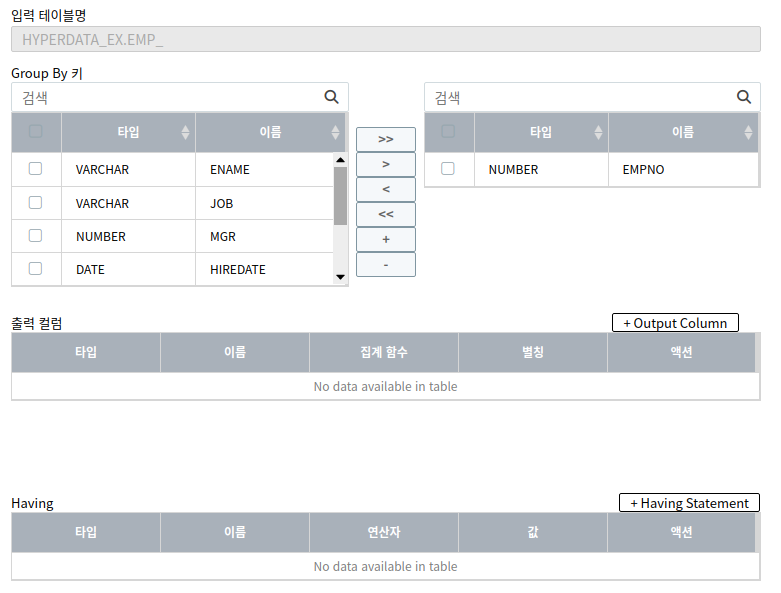 입력 테이블명
HYPERDATA_EX.EMP_
Group By 키
검색 검색
타입 이름 타입 이름
VARCHAR ENAME NUMBER EMPNO
VARCHAR JOB
NUMBER MGR
DATE HIREDATE
>>
>
<
<<
+
-
출력 컬럼 + Output Column
타입 이름 집계 함수 별칭 액션
No data available in table
Having + Having Statement
타입 이름 연산자 값 액션
No data available in table